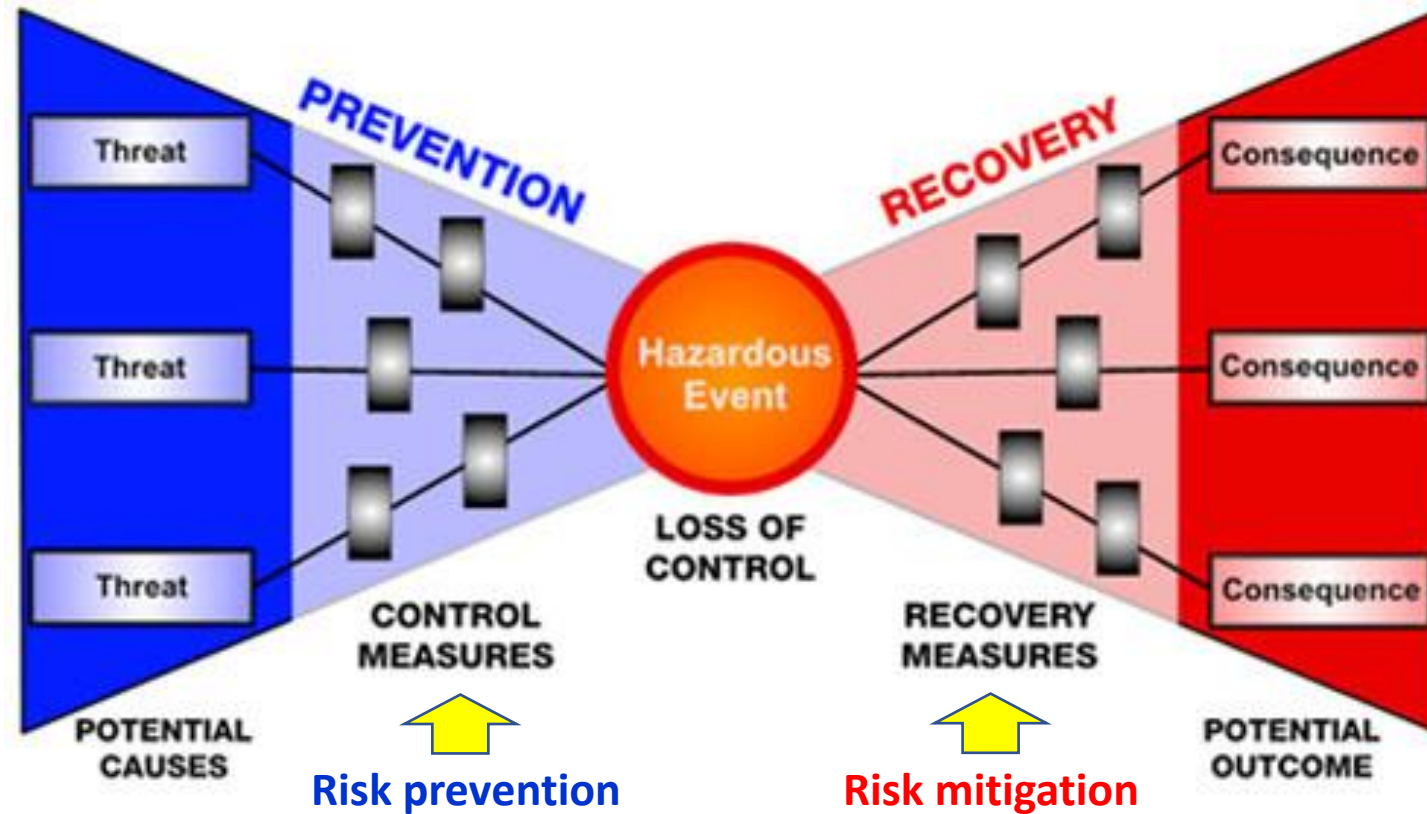 PREVENTION
RECOVERY
Threat
Consequence
Threat
Hazardous
Event
Consequence
LOSS OF
CONTROL
Threat
Consequence
CONTROL
MEASURES
RECOVERY
MEASURES
POTENTIAL
CAUSES
POTENTIAL
OUTCOME
Risk prevention
Risk mitigation